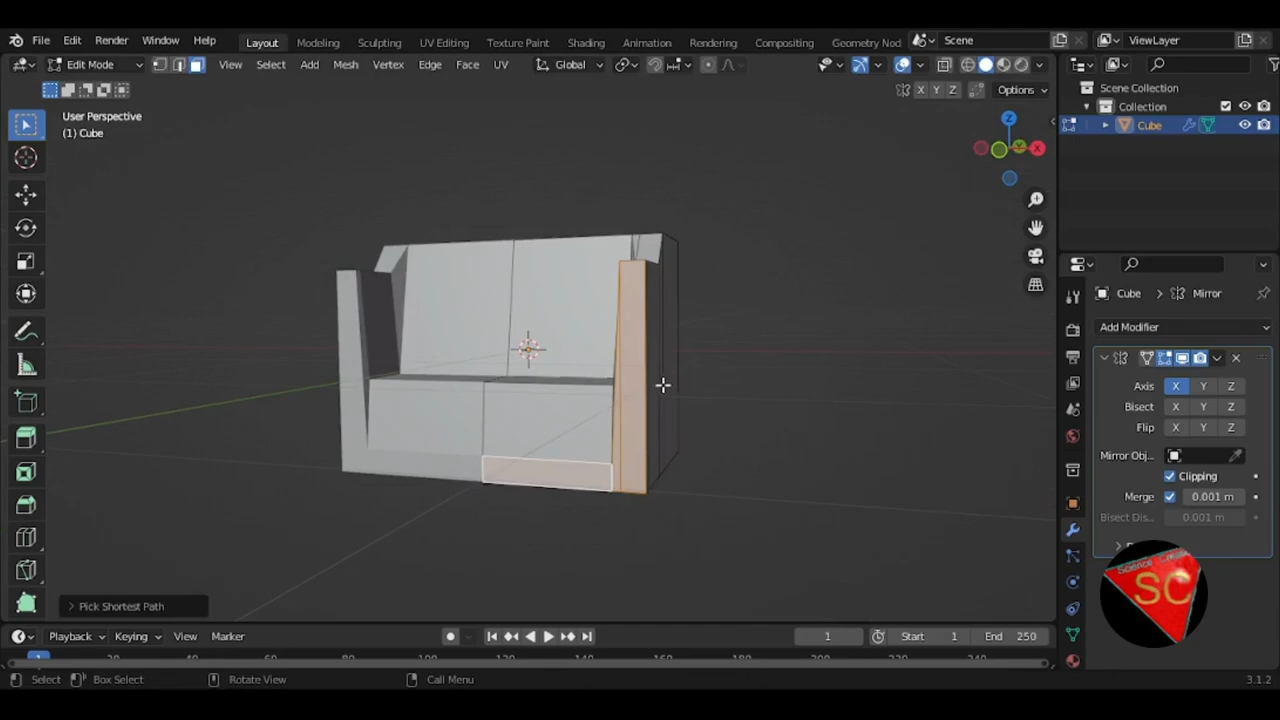 File Edit Render Window Help Layout Modeling Sculpting UV Editing Texture Paint Shading Animation Rendering Compositing Geometry Nod Scene ViewLayer
Edit Mode View Select Add Mesh Vertex Edge Face UV Global
X Y Z Options
Scene Collection
Collection
Cube
User Perspective
(1) Cube
Z
Y
X
Cube > Mirror
Add Modifier
Axis X Y Z
Bisect X Y Z
Flip X Y Z
Mirror Obj...
Clipping
Merge 0.001 m
Bisect Dis... 0.001 m
SC
> Pick Shortest Path
Playback Keying View Marker 1 Start 1 End 250
Select Box Select Rotate View Call Menu 3.1.2